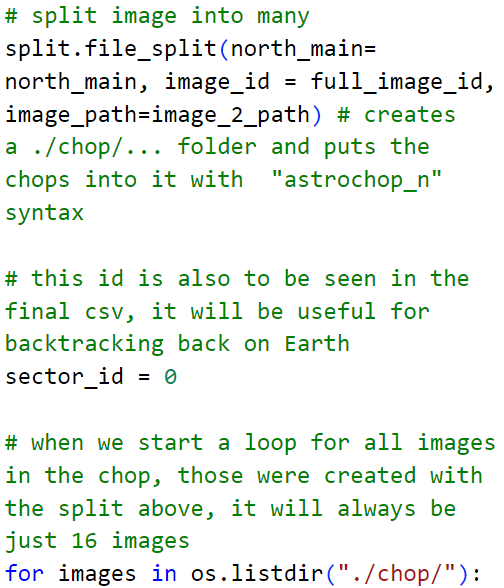 # split image into many
split.file_split(north_main=
north_main, image_id = full_image_id,
image_path=image_2_path) # creates
a ./chop/... folder and puts the
chops into it with  "astrochop_n"
syntax

# this id is also to be seen in the
final csv, it will be useful for
backtracking back on Earth
sector_id = 0

# when we start a loop for all images
in the chop, those were created with
the split above, it will always be
just 16 images
for images in os.listdir("./chop/"):